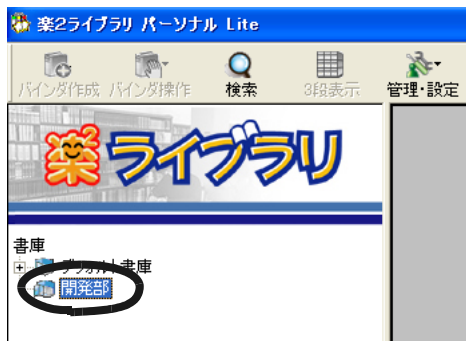 楽2ライブラリ パーソナル Lite
バインダ作成 バインダ操作 検索 3段表示 管理・設定
楽2ライブラリ
書庫
デフォルト書庫
開発部